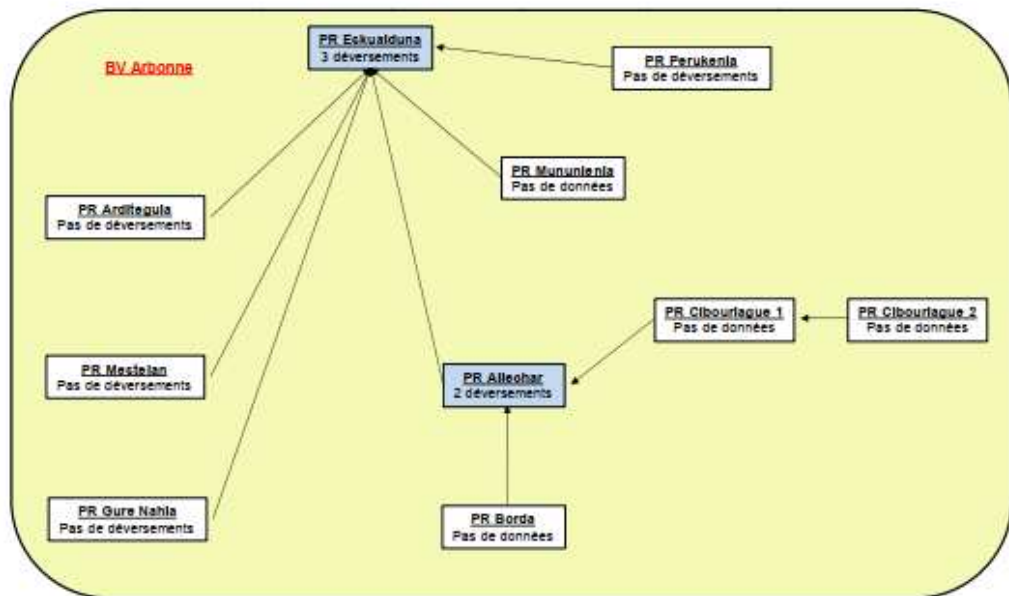 PR Eskualduna
3 déversements
BV Arbonne
PR Perukenia
Pas de déversements
PR Mununienia
Pas de données
PR Arditeguia
Pas de déversements
PR Cibouriague 1
Pas de données
PR Cibouriague 2
Pas de données
PR Mestelan
Pas de déversements
PR Allechar
2 déversements
PR Gure Nahia
Pas de déversements
PR Borda
Pas de données